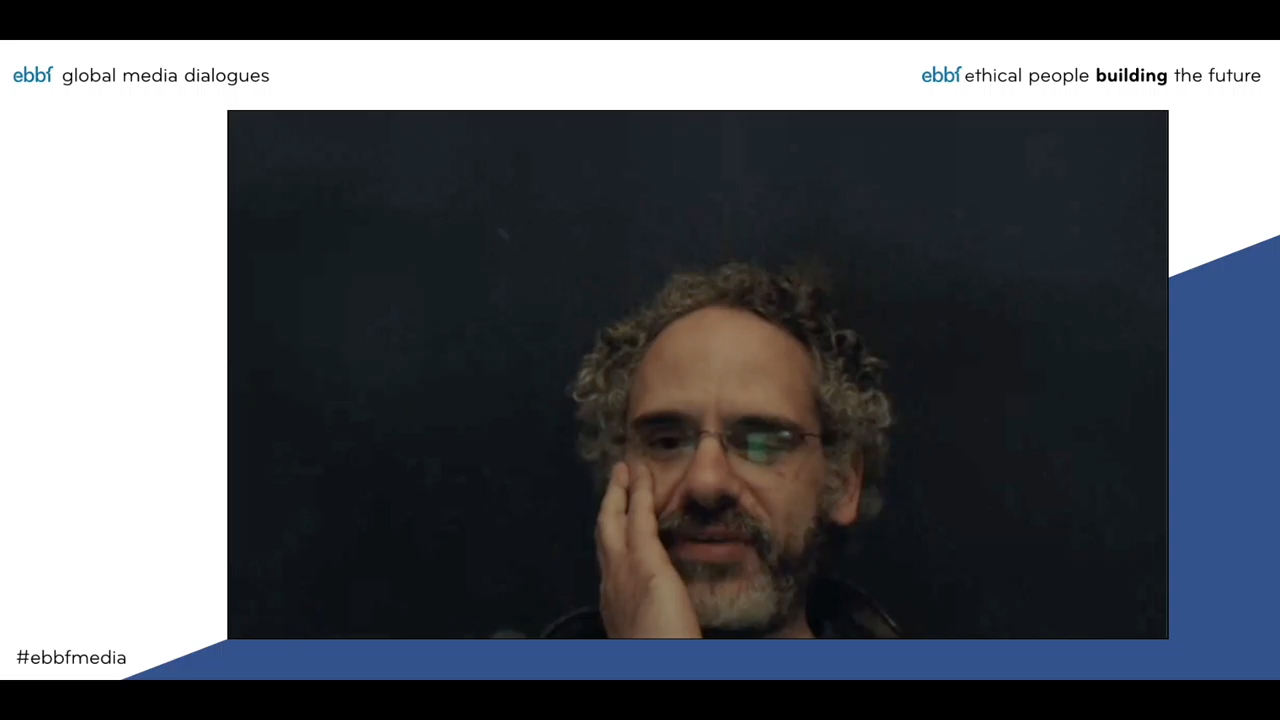 ebbf global media dialogues
ebbf ethical people building the future
#ebbfmedia